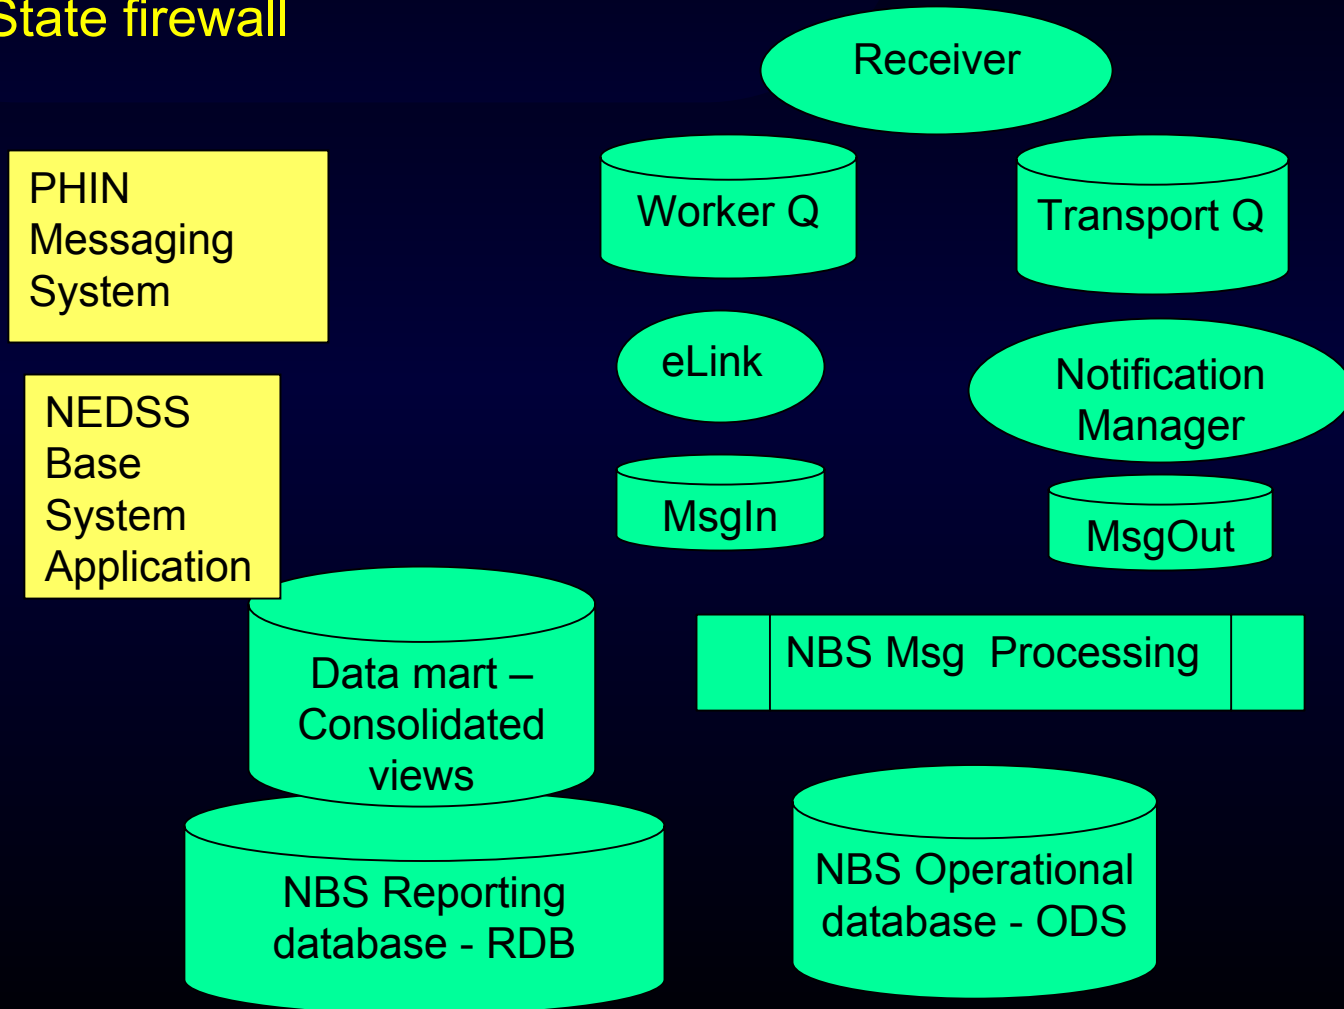 State firewall
Receiver
PHIN
Messaging
System
Worker Q
Transport Q
eLink
Notification
Manager
NEDSS
Base
System
Application
MsgIn
MsgOut
Data mart –
Consolidated
views
NBS Msg Processing
NBS Reporting
database - RDB
NBS Operational
database - ODS